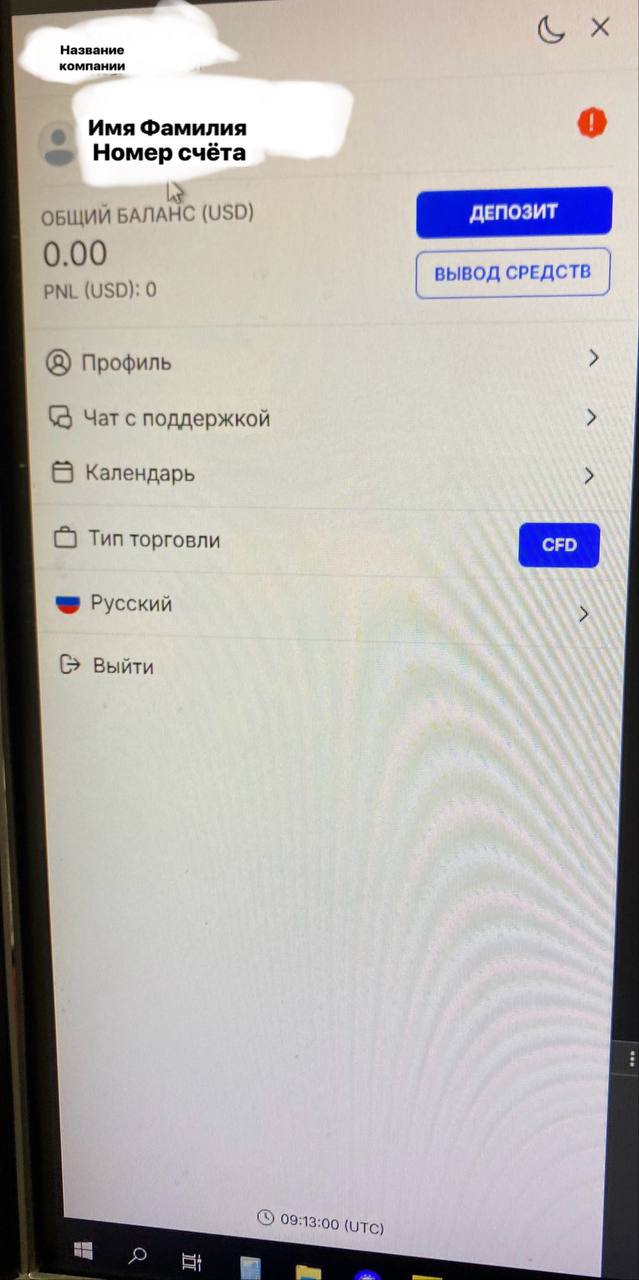 Название
компании
Имя Фамилия
Номер счёта
!
ОБЩИЙ БАЛАНС (USD)
0.00
PNL (USD): 0
ДЕПОЗИТ
ВЫВОД СРЕДСТВ
Профиль
Чат с поддержкой
Календарь
Тип торговли
CFD
Русский
Выйти
09:13:00 (UTC)